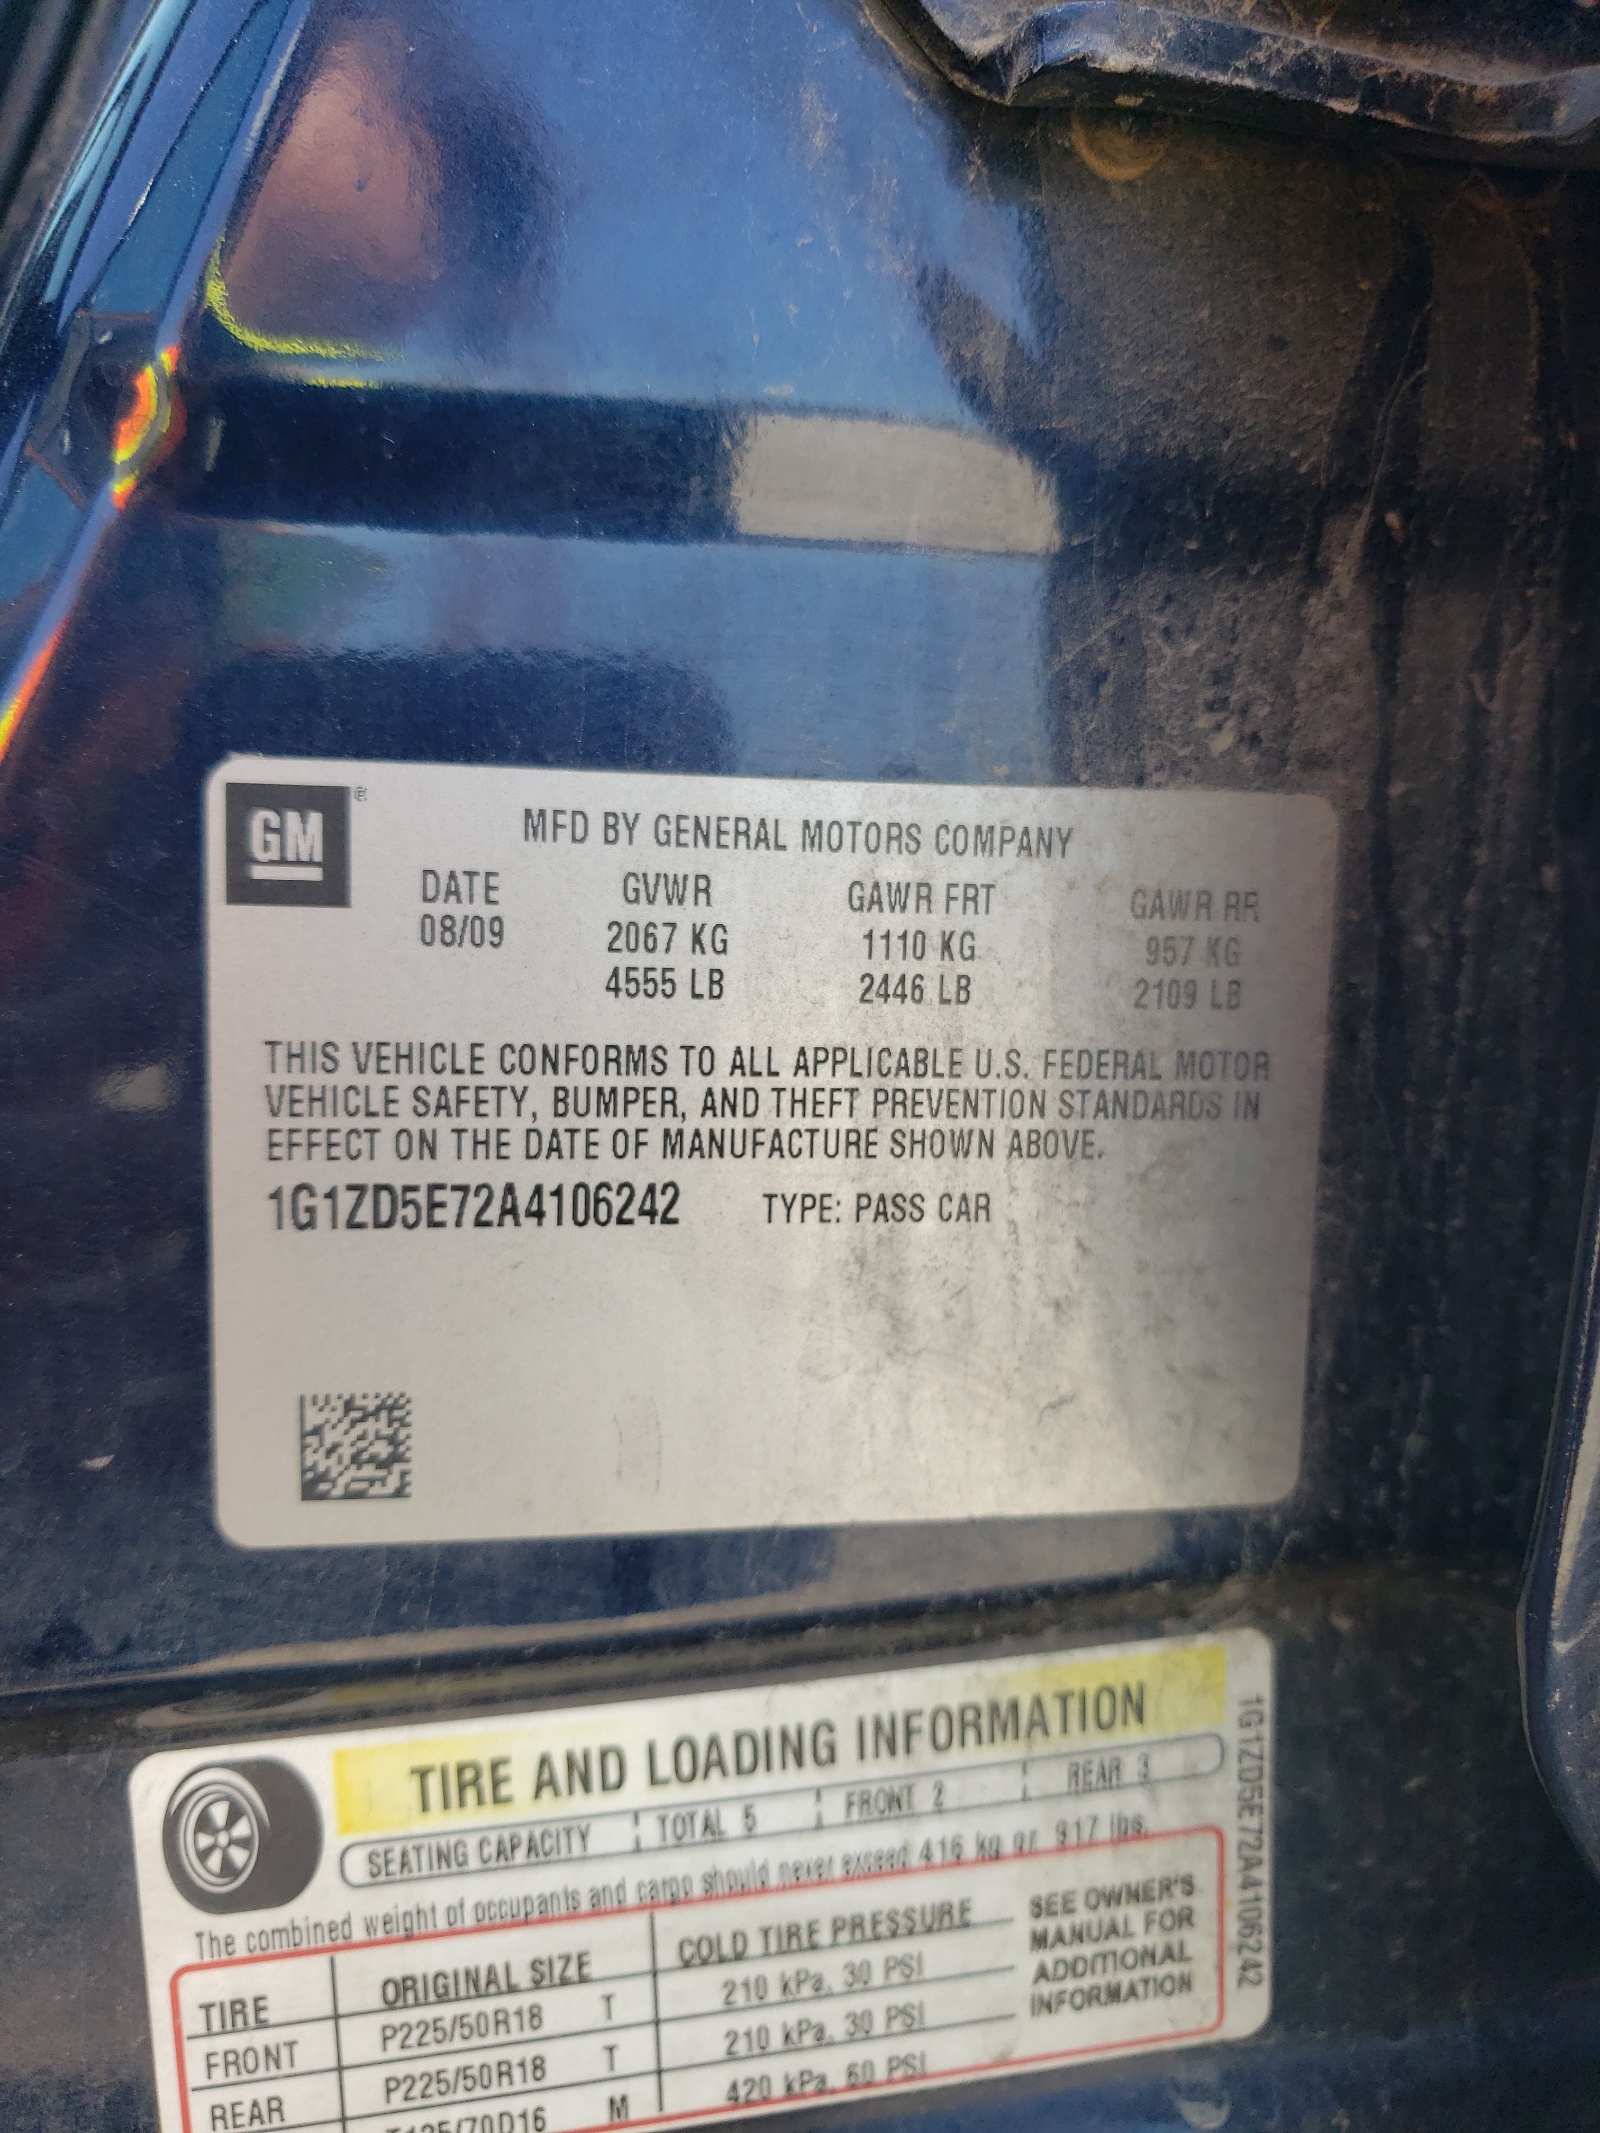 GM ®
MFD BY GENERAL MOTORS COMPANY
DATE GVWR GAWR FRT GAWR RR
08/09 2067 KG 1110 KG 957 KG
4555 LB 2446 LB 2109 LB
THIS VEHICLE CONFORMS TO ALL APPLICABLE U.S. FEDERAL MOTOR
VEHICLE SAFETY, BUMPER, AND THEFT PREVENTION STANDARDS IN
EFFECT ON THE DATE OF MANUFACTURE SHOWN ABOVE.
1G1ZD5E72A4106242 TYPE: PASS CAR
TIRE AND LOADING INFORMATION
SEATING CAPACITY TOTAL 5 FRONT 2 REAR 3
The combined weight of occupants and cargo should never exceed 416 kg or 917 lbs.
TIRE ORIGINAL SIZE COLD TIRE PRESSURE
FRONT P225/50R18 T 210 kPa, 30 PSI
REAR P225/50R18 T 210 kPa, 30 PSI
T125/70D16 M 420 kPa, 60 PSI
SEE OWNER'S
MANUAL FOR
ADDITIONAL
INFORMATION
1G1ZD5E72A4106242